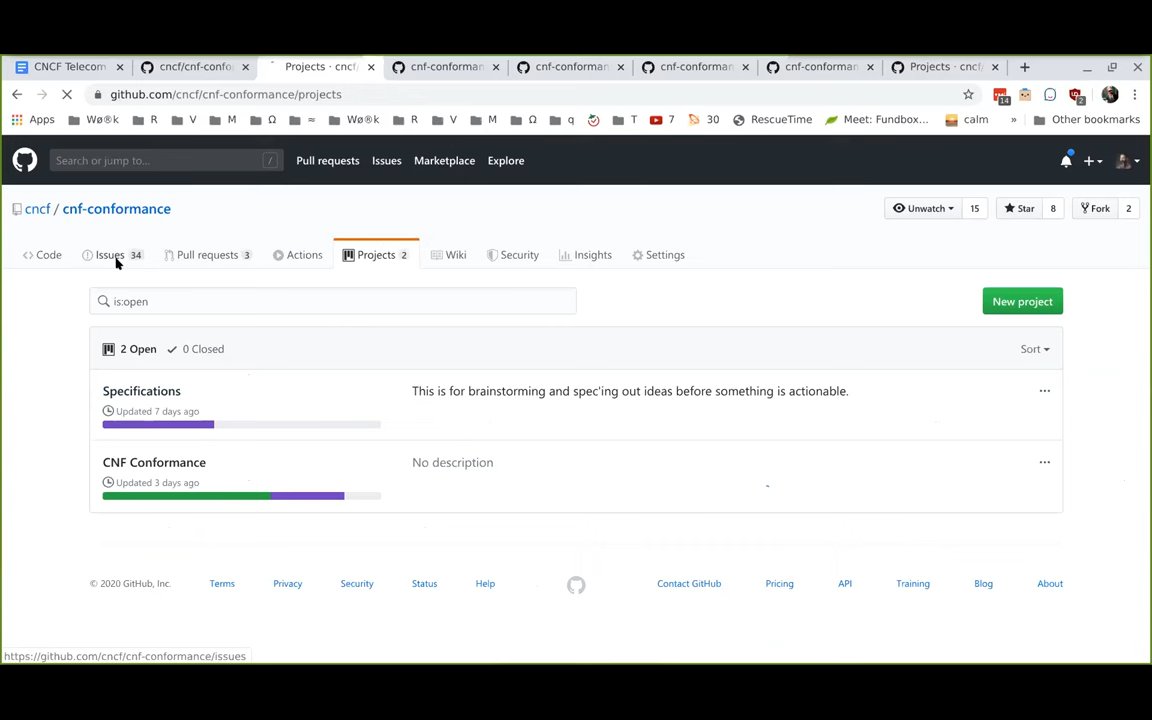 CNCF Telecom
cncf/cnf-confo
Projects · cncf/
cnf-conforman
cnf-conforman
cnf-conforman
cnf-conforman
Projects · cncf/
github.com/cncf/cnf-conformance/projects
14
2
Apps
Wø®k
R
V
M
Ω
≈
Wø®k
R
V
M
Ω
q
T
7
30
RescueTime
Meet: Fundbox...
calm
»
Other bookmarks
Search or jump to...
/
Pull requests
Issues
Marketplace
Explore
cncf / cnf-conformance
Unwatch
15
Star
8
Fork
2
Code
Issues 34
Pull requests 3
Actions
Projects 2
Wiki
Security
Insights
Settings
is:open
New project
2 Open
0 Closed
Sort
Specifications
This is for brainstorming and spec'ing out ideas before something is actionable.
Updated 7 days ago
CNF Conformance
No description
Updated 3 days ago
© 2020 GitHub, Inc.
Terms
Privacy
Security
Status
Help
Contact GitHub
Pricing
API
Training
Blog
About
https://github.com/cncf/cnf-conformance/issues